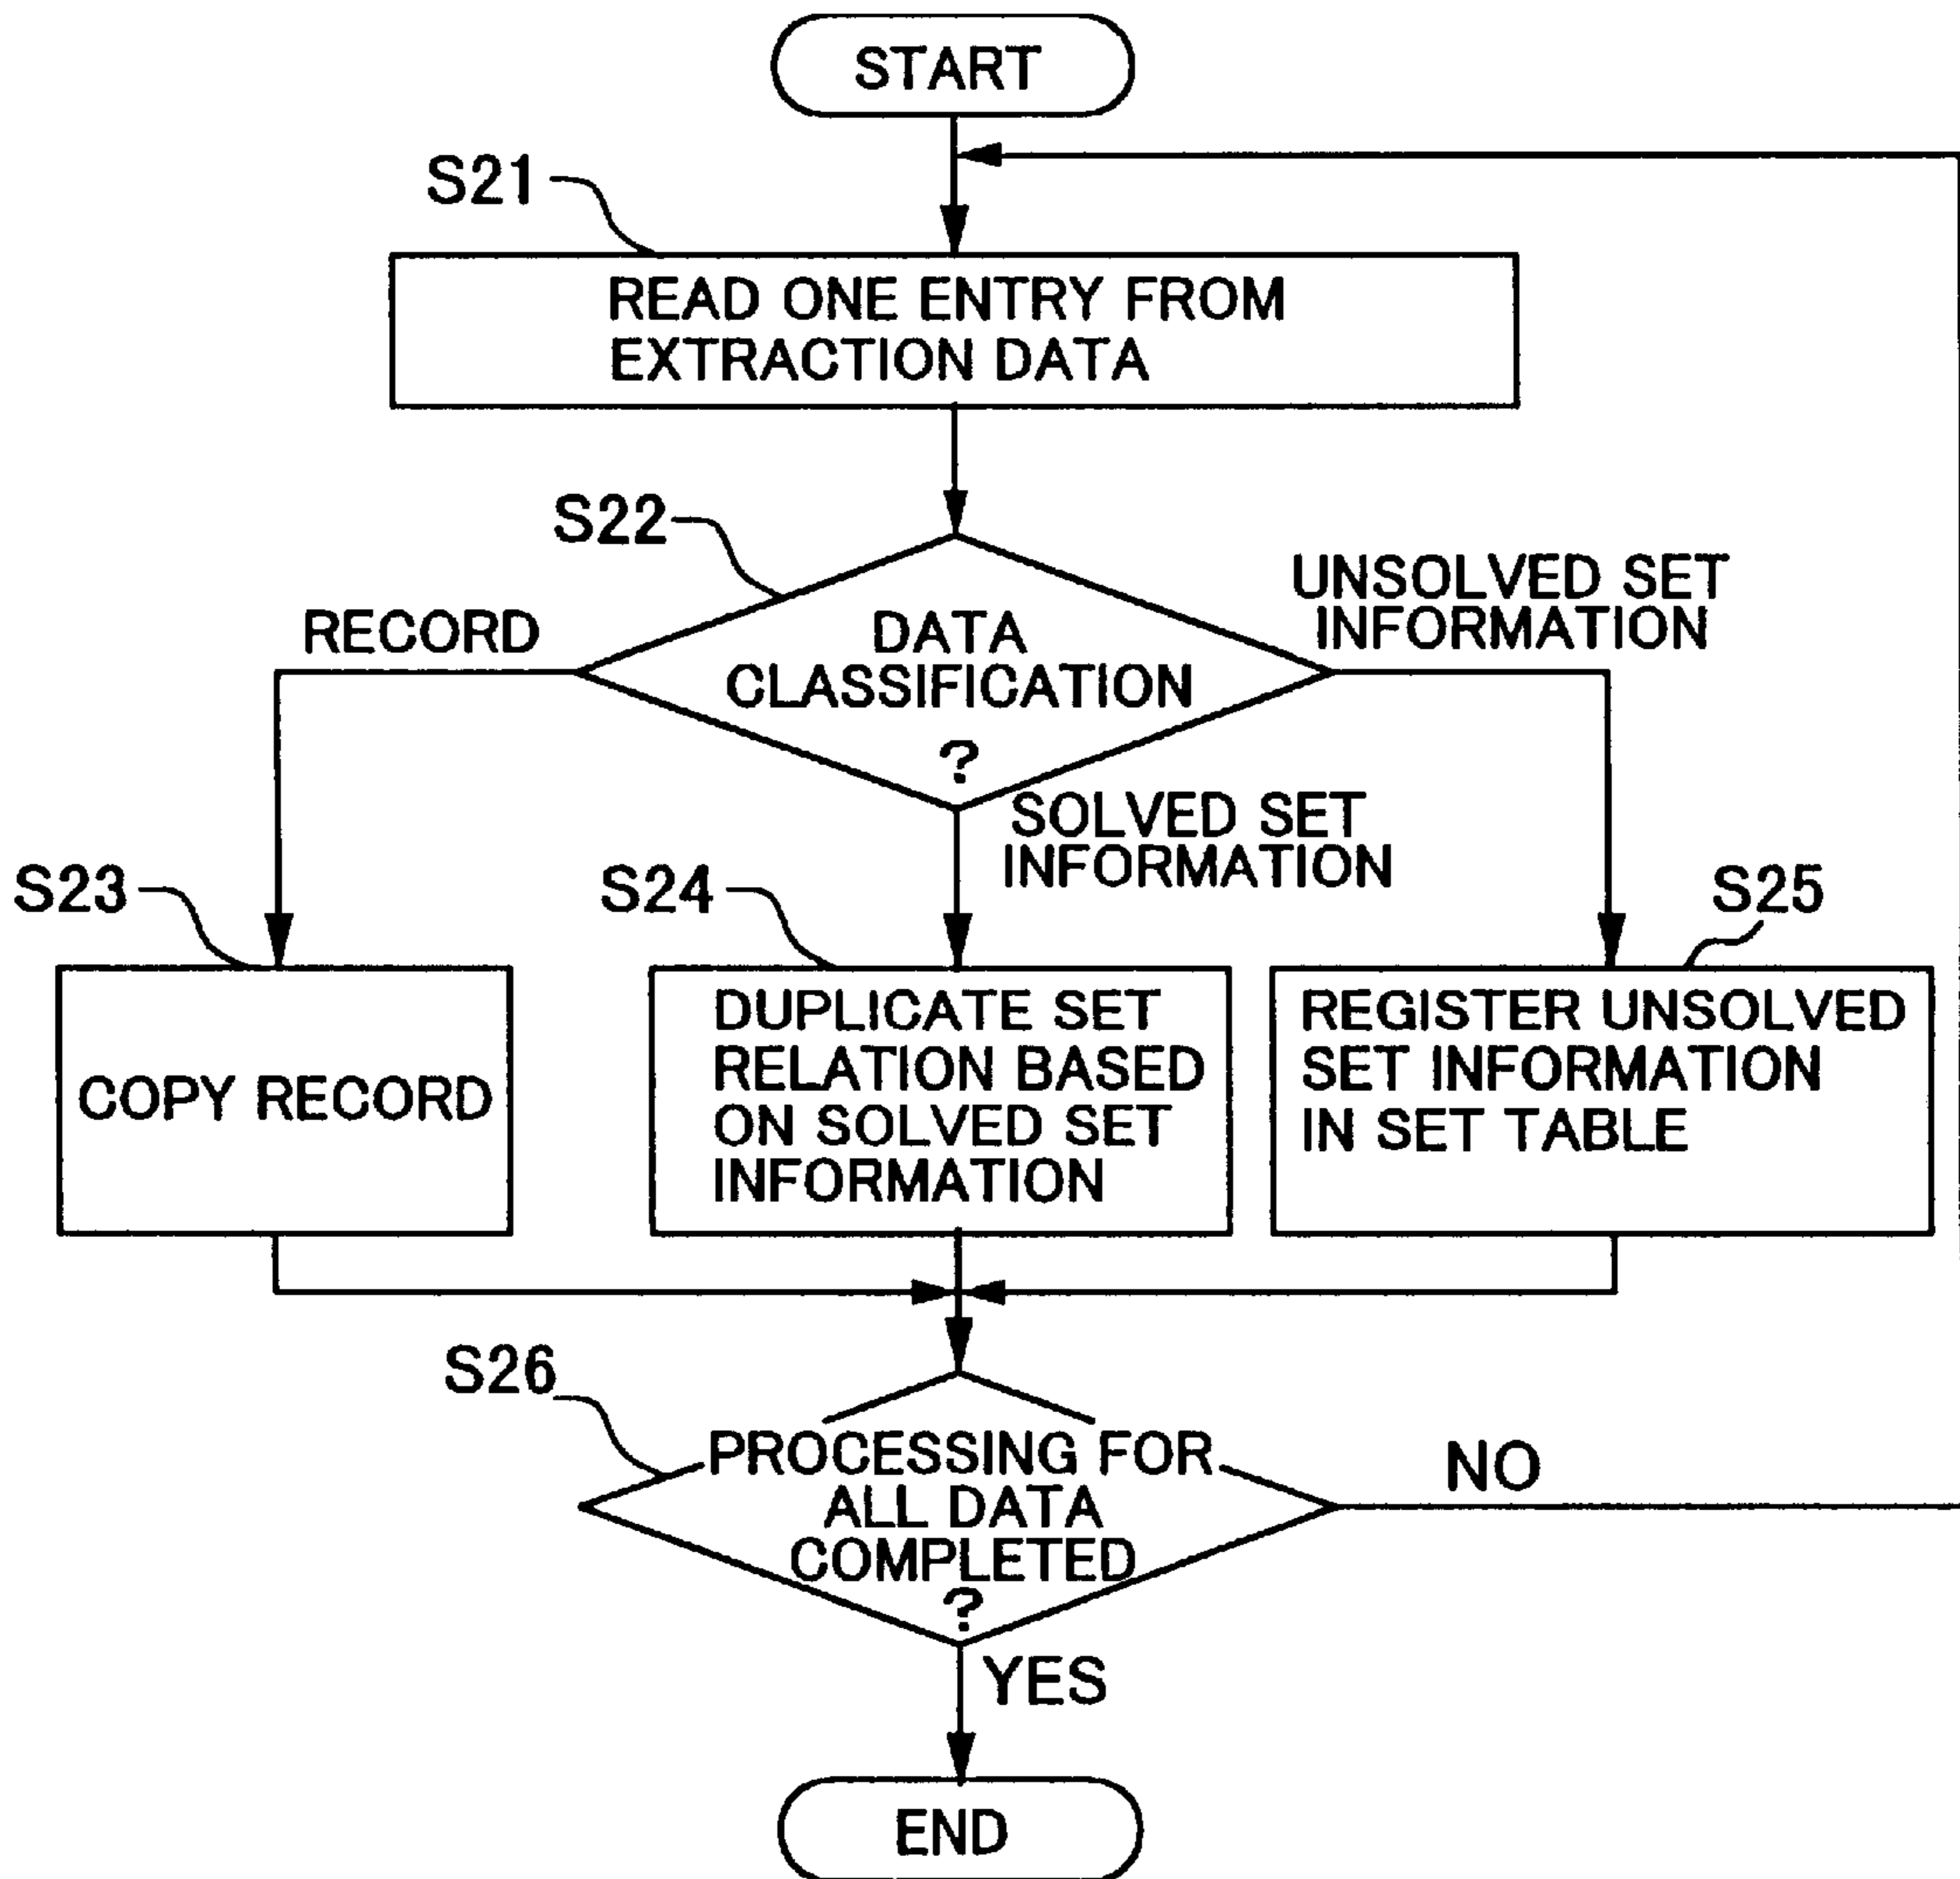 START
S21
READ ONE ENTRY FROM
EXTRACTION DATA
S22
RECORD
DATA
CLASSIFICATION
?
UNSOLVED SET
INFORMATION
SOLVED SET
INFORMATION
S23
COPY RECORD
S24
DUPLICATE SET
RELATION BASED
ON SOLVED SET
INFORMATION
S25
REGISTER UNSOLVED
SET INFORMATION
IN SET TABLE
S26
PROCESSING FOR
ALL DATA
COMPLETED
?
NO
YES
END